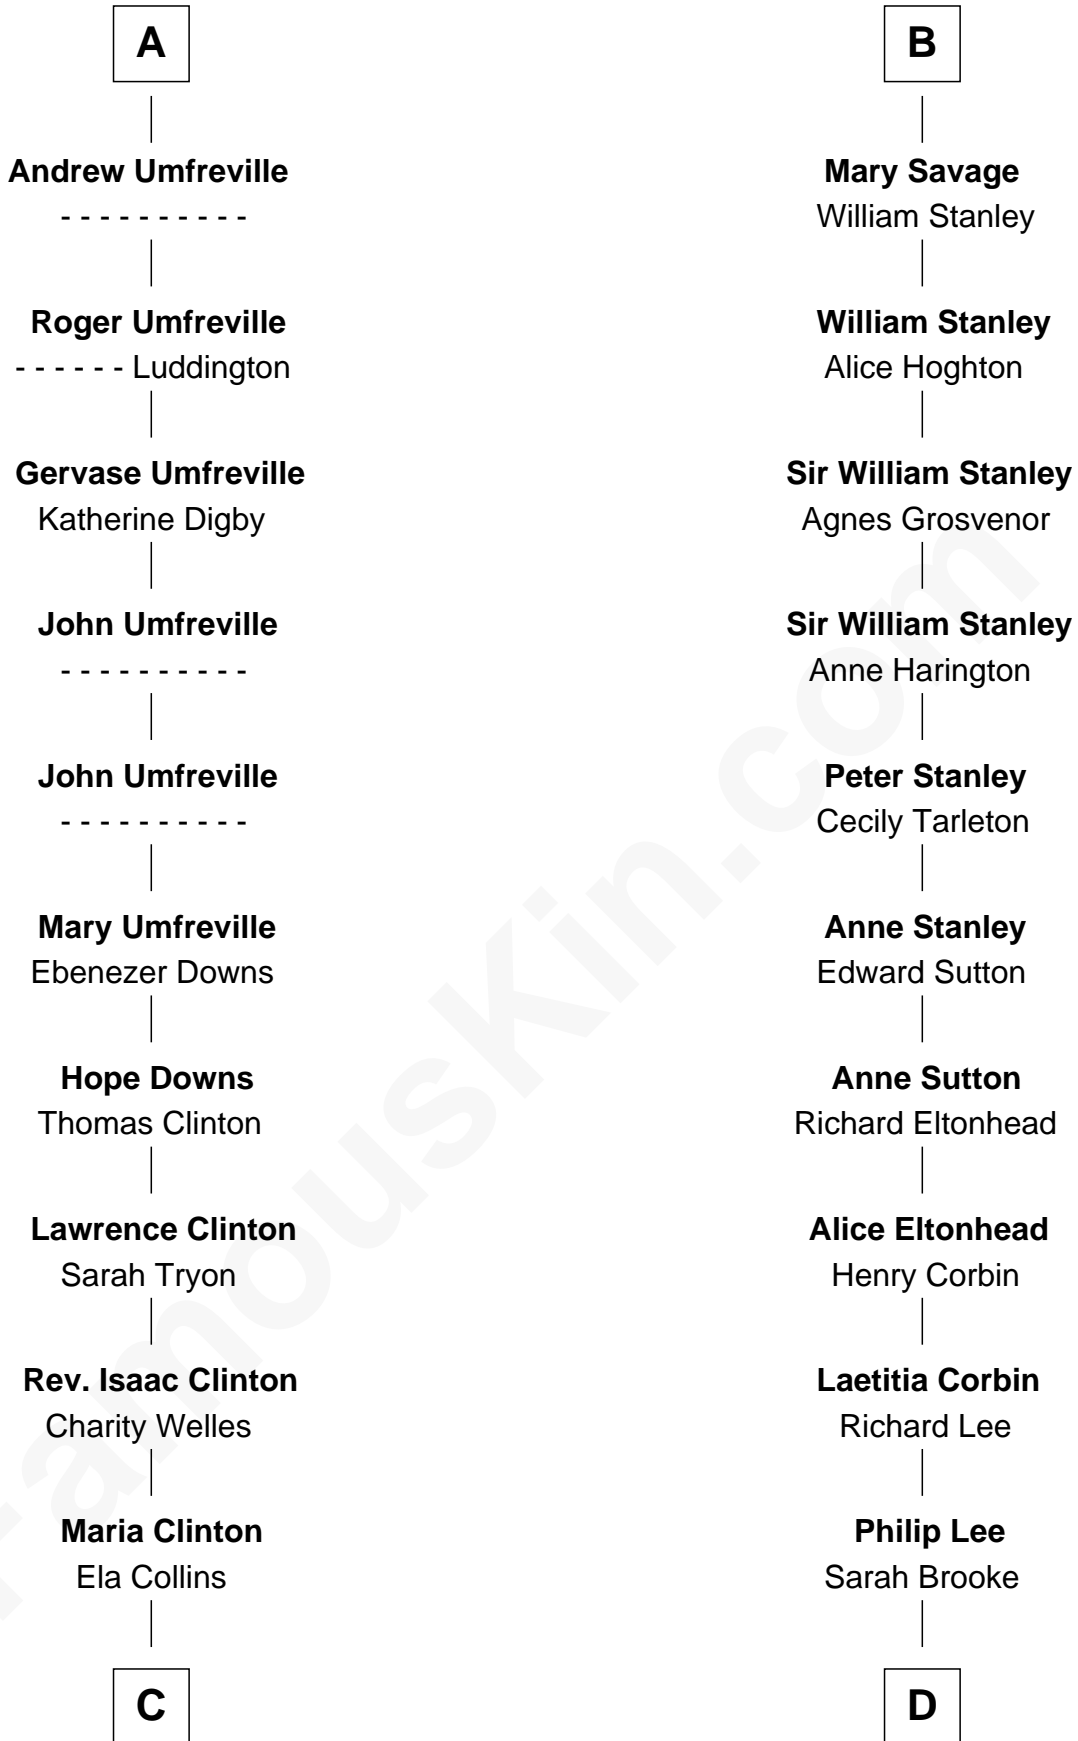 A
Andrew Umfreville
- - - - - - - - - -
Roger Umfreville
- - - - - - Luddington
Gervase Umfreville
Katherine Digby
John Umfreville
- - - - - - - - - -
John Umfreville
- - - - - - - - - -
Mary Umfreville
Ebenezer Downs
Hope Downs
Thomas Clinton
Lawrence Clinton
Sarah Tryon
Rev. Isaac Clinton
Charity Welles
Maria Clinton
Ela Collins
C
B
Mary Savage
William Stanley
William Stanley
Alice Hoghton
Sir William Stanley
Agnes Grosvenor
Sir William Stanley
Anne Harington
Peter Stanley
Cecily Tarleton
Anne Stanley
Edward Sutton
Anne Sutton
Richard Eltonhead
Alice Eltonhead
Henry Corbin
Laetitia Corbin
Richard Lee
Philip Lee
Sarah Brooke
D
FamousKin.com